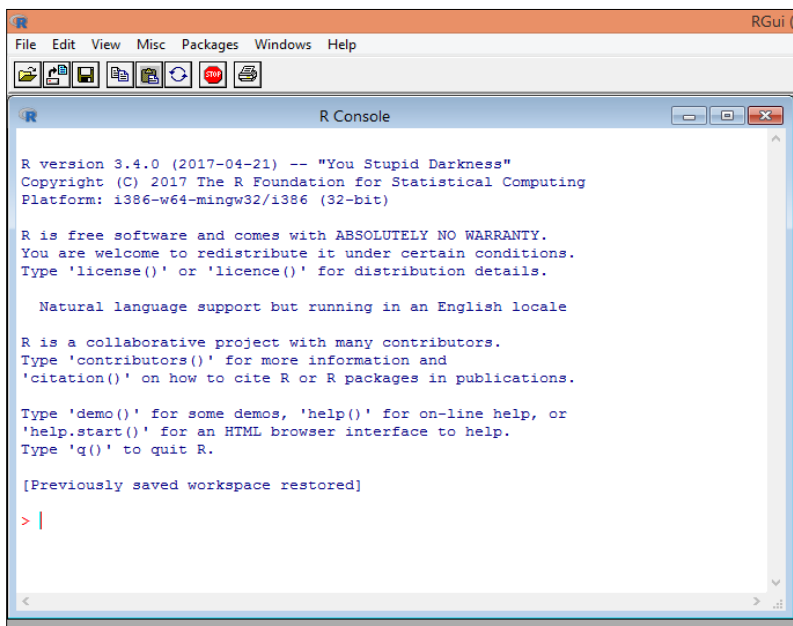 RGui (
File Edit View Misc Packages Windows Help
STOP
R Console
R version 3.4.0 (2017-04-21) -- "You Stupid Darkness"
Copyright (C) 2017 The R Foundation for Statistical Computing
Platform: i386-w64-mingw32/i386 (32-bit)
R is free software and comes with ABSOLUTELY NO WARRANTY.
You are welcome to redistribute it under certain conditions.
Type 'license()' or 'licence()' for distribution details.
Natural language support but running in an English locale
R is a collaborative project with many contributors.
Type 'contributors()' for more information and
'citation()' on how to cite R or R packages in publications.
Type 'demo()' for some demos, 'help()' for on-line help, or
'help.start()' for an HTML browser interface to help.
Type 'q()' to quit R.
[Previously saved workspace restored]
>